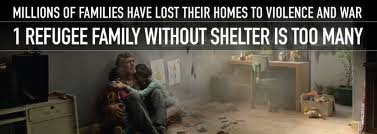 MILLIONS OF FAMILIES HAVE LOST THEIR HOMES TO VIOLENCE AND WAR
1 REFUGEE FAMILY WITHOUT SHELTER IS TOO MANY